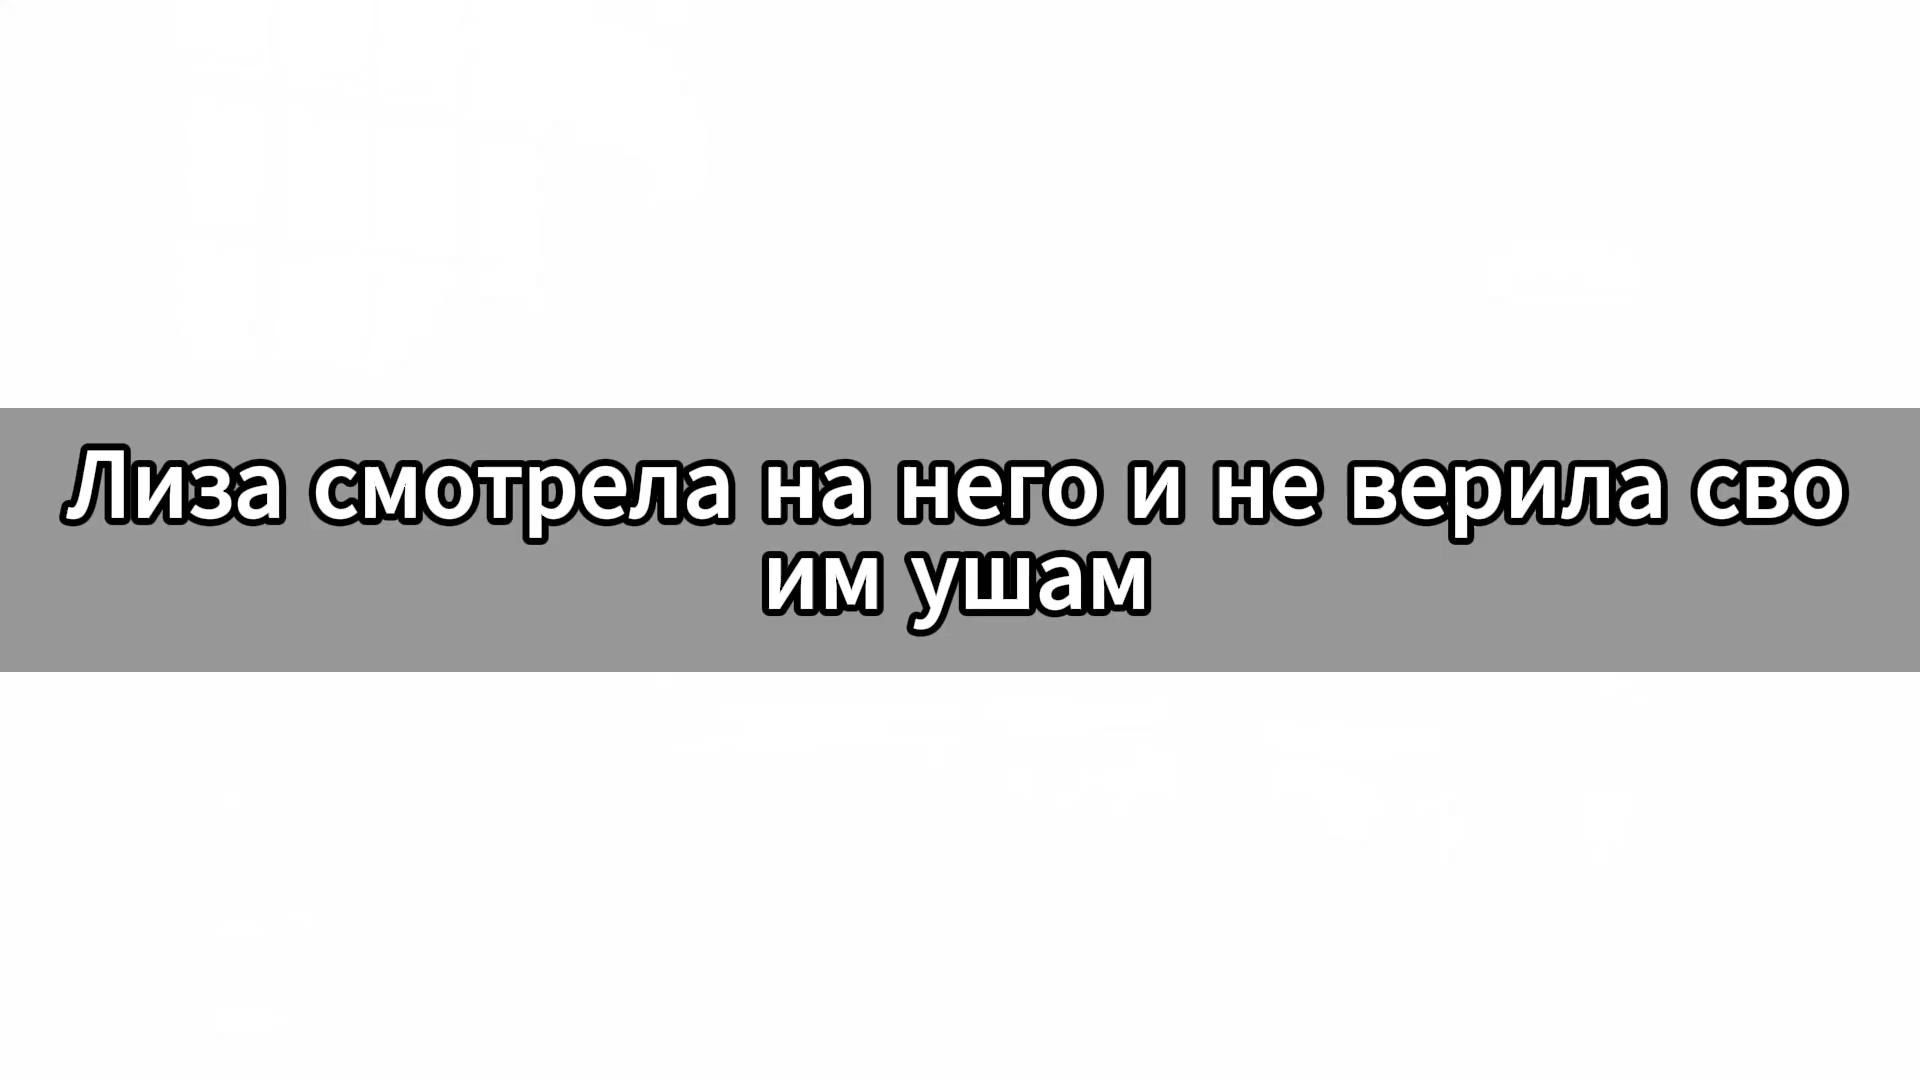 Лиза смотрела на него и не верила сво
им ушам